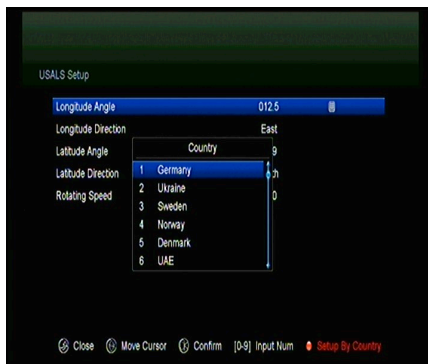 USALS Setup
Longitude Angle 012.5
Longitude Direction East
Latitude Angle 9
Latitude Direction th
Rotating Speed 0
Country
1 Germany
2 Ukraine
3 Sweden
4 Norway
5 Denmark
6 UAE
Close Move Cursor Confirm [0-9] Input Num Setup By Country